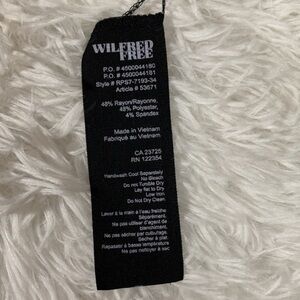 WILFRED
FREE
P.O. # 4500044180
P.O. # 4500044181
Style # RPS7-7193-34
Article # 53671
48% Rayon/Rayonne,
48% Polyester,
4% Spandex
Made in Vietnam
Fabriqué au Vietnam
CA 23725
RN 122354
Handwash Cool Separately
No Bleach
Do not Tumble Dry
Lay flat to Dry
Low Iron
Do Not Dry Clean
Laver à la main a l'eau fraîche
Séparement.
Ne pas utiliser d'agent de
blanchiment.
Ne pas sécher par culbutage.
Sécher à plat.
Repasser à basse température
Ne pas nettoyer à sec